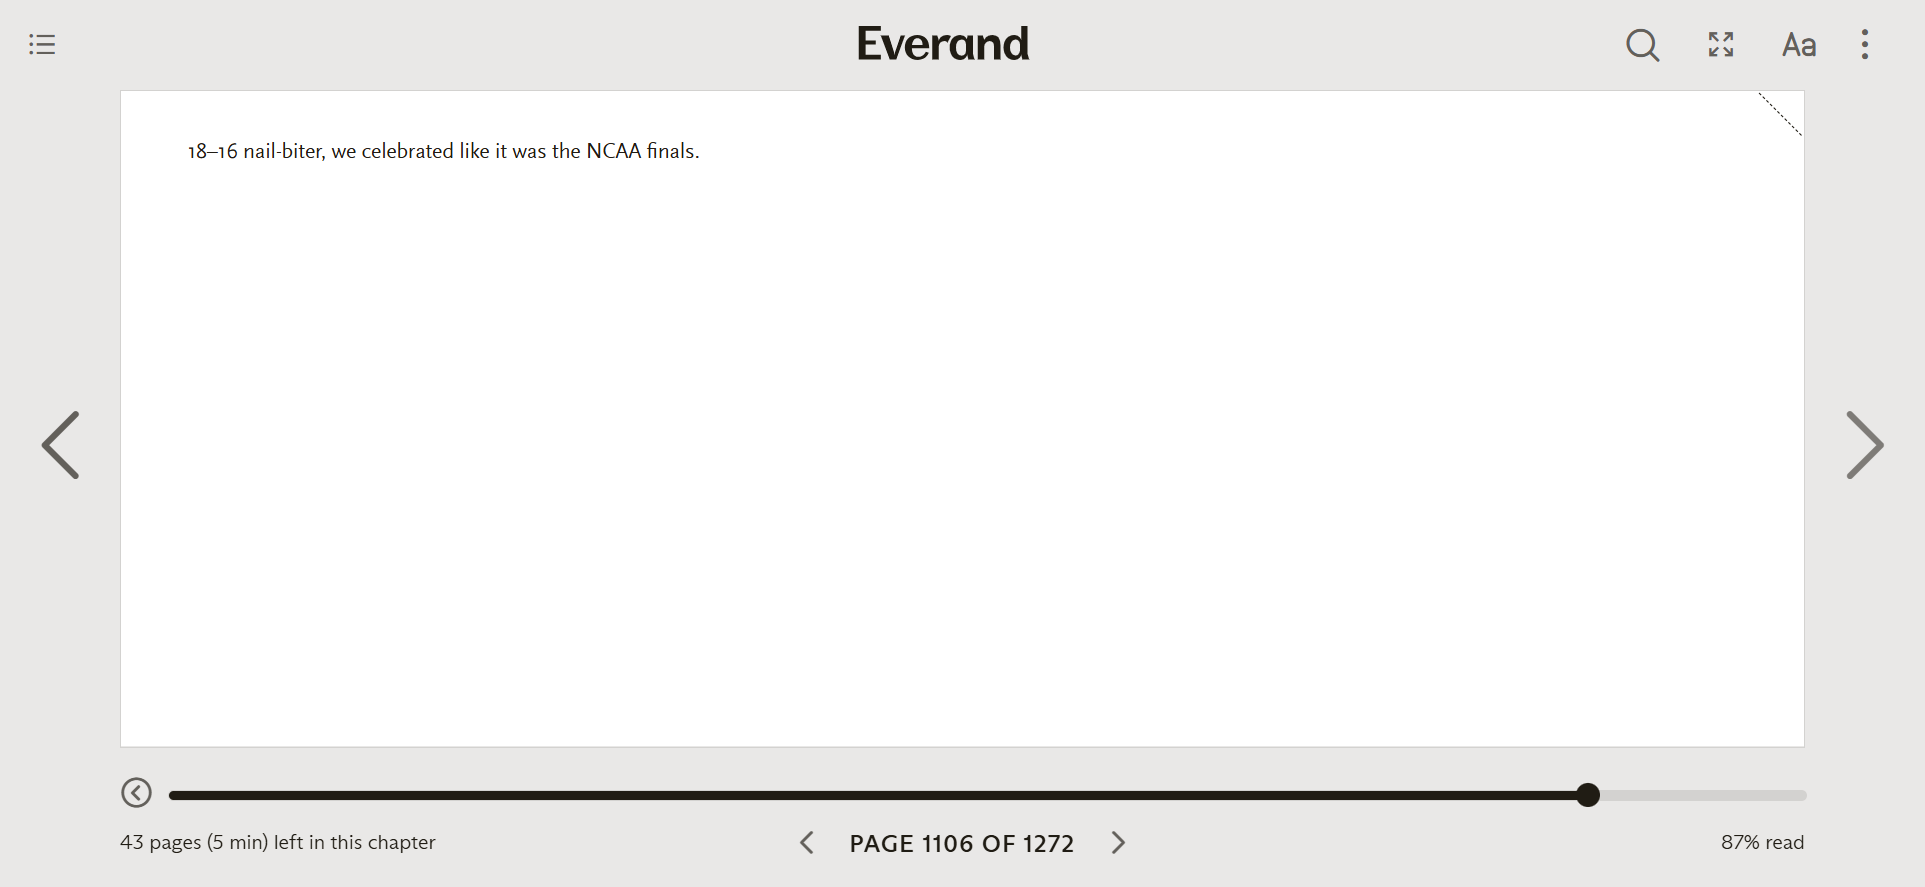 Everand
Aa
18–16 nail-biter, we celebrated like it was the NCAA finals.
43 pages (5 min) left in this chapter
PAGE 1106 OF 1272
87% read